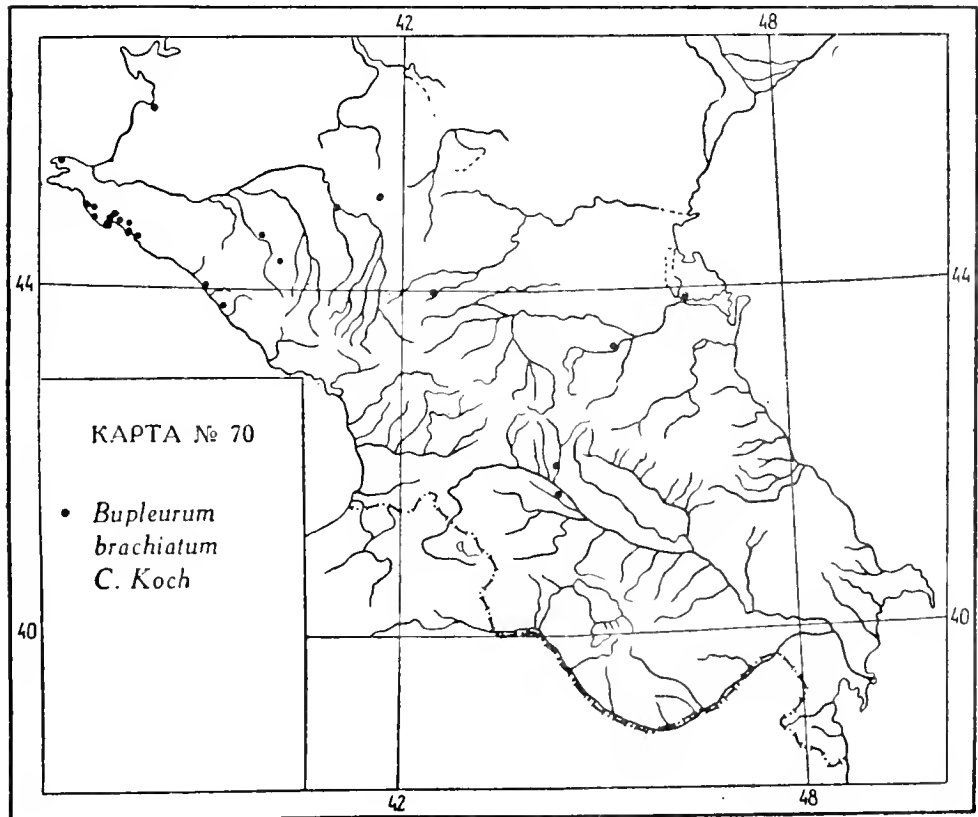 42 48
44 44
КАРТА № 70
• Bupleurum
brachiatum
C. Koch
40 40
42 48